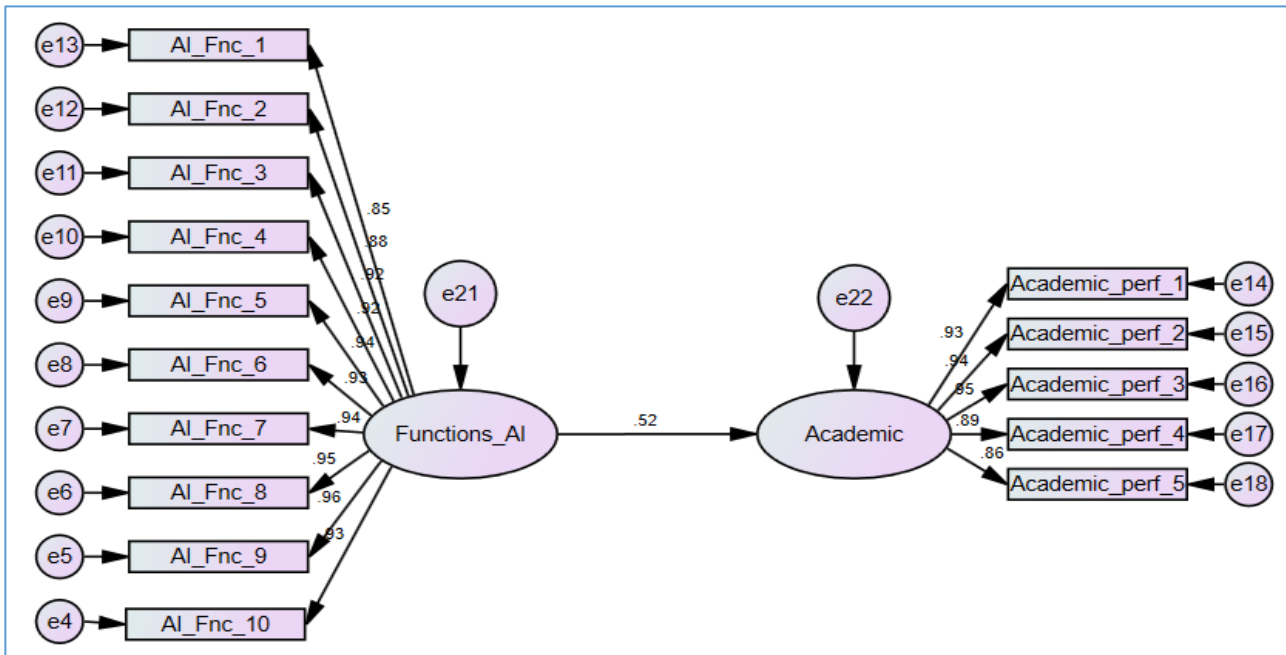 e13 AI_Fnc_1
e12 AI_Fnc_2
e11 AI_Fnc_3
e10 AI_Fnc_4
e9 AI_Fnc_5
e8 AI_Fnc_6
e7 AI_Fnc_7
e6 AI_Fnc_8
e5 AI_Fnc_9
e4 AI_Fnc_10
.85
.88
.92
.92
.94
.93
.94
.95
.96
.93
e21
Functions_AI
.52
e22
Academic
.93
.94
.95
.89
.86
Academic_perf_1 e14
Academic_perf_2 e15
Academic_perf_3 e16
Academic_perf_4 e17
Academic_perf_5 e18